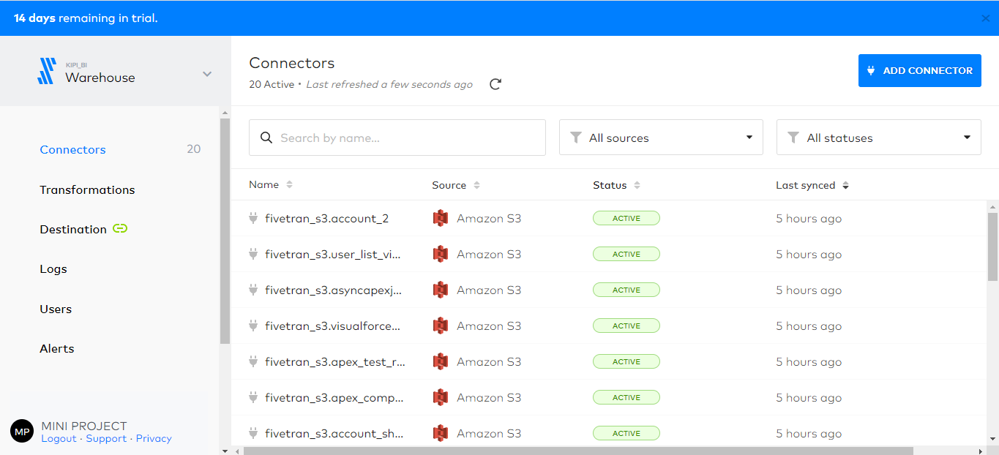 14 days remaining in trial.
KIPI_BI
Warehouse
Connectors 20
Transformations
Destination
Logs
Users
Alerts
MP
MINI PROJECT
Logout · Support · Privacy
Connectors
20 Active • Last refreshed a few seconds ago
ADD CONNECTOR
Search by name...
All sources
All statuses
Name Source Status Last synced
fivetran_s3.account_2 Amazon S3 ACTIVE 5 hours ago
fivetran_s3.user_list_vi... Amazon S3 ACTIVE 5 hours ago
fivetran_s3.asyncapexj... Amazon S3 ACTIVE 5 hours ago
fivetran_s3.visualforce... Amazon S3 ACTIVE 5 hours ago
fivetran_s3.apex_test_r... Amazon S3 ACTIVE 5 hours ago
fivetran_s3.apex_comp... Amazon S3 ACTIVE 5 hours ago
fivetran_s3.account_sh... Amazon S3 ACTIVE 5 hours ago